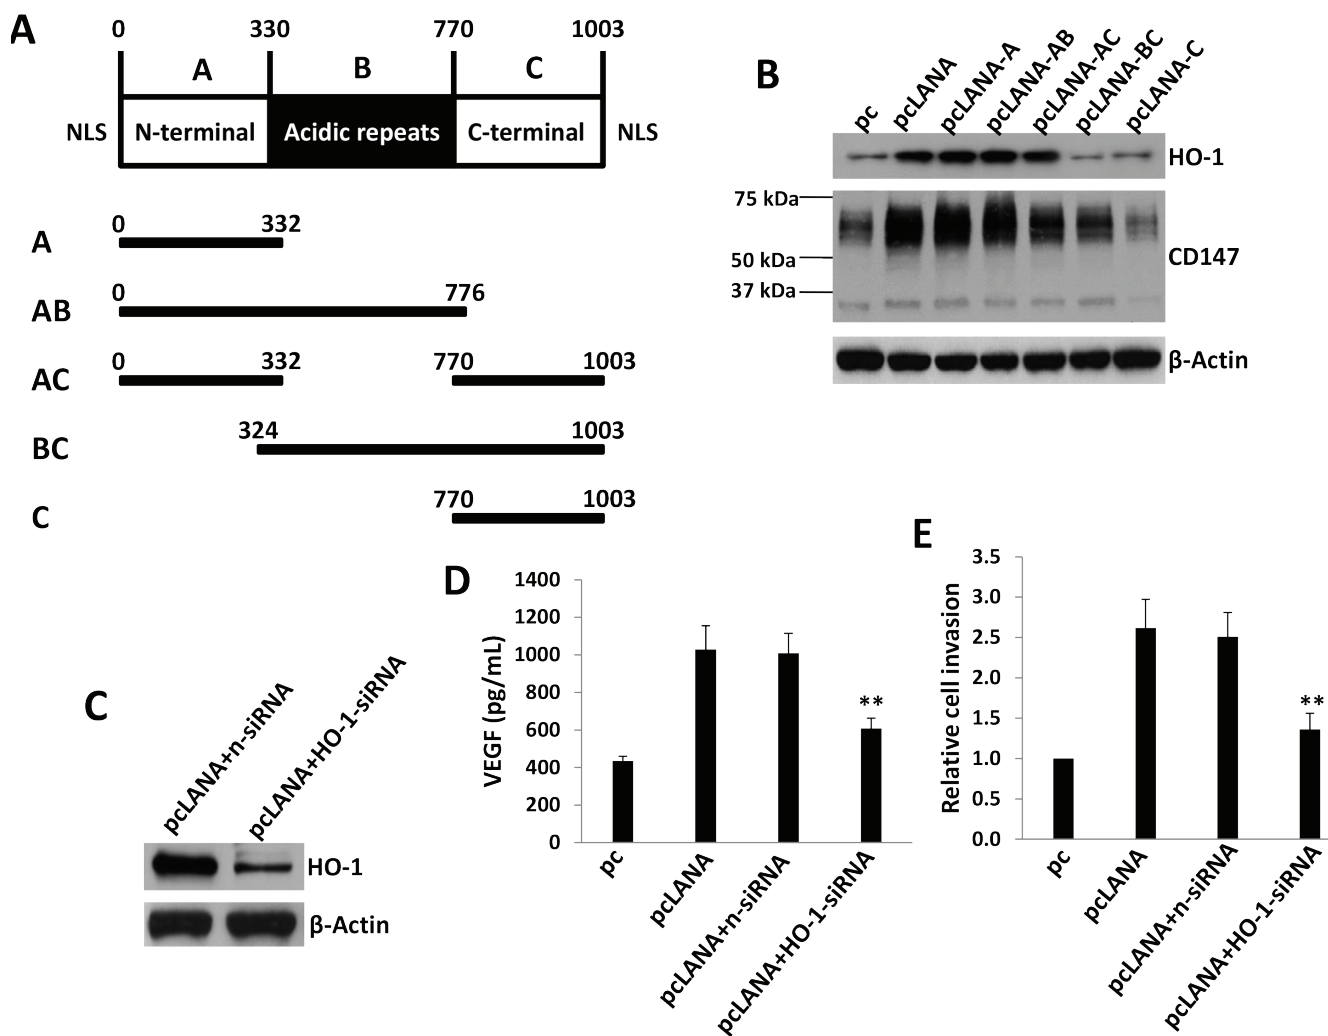 A
0 330 770 1003
A B C
NLS N-terminal Acidic repeats C-terminal NLS
0 332
A
0 776
AB
0 332 770 1003
AC
324 1003
BC
770 1003
C
B
pc pcLANA pcLANA-A pcLANA-AB pcLANA-AC pcLANA-BC pcLANA-C
HO-1
75 kDa
50 kDa
CD147
37 kDa
β-Actin
C
pcLANA+n-siRNA pcLANA+HO-1-siRNA
HO-1
β-Actin
D
VEGF (pg/mL)
1400
1200
1000
800
**
600
400
200
0
pc pcLANA pcLANA+n-siRNA pcLANA+HO-1-siRNA
E
Relative cell invasion
3.5
3.0
2.5
2.0
**
1.5
1.0
0.5
0.0
pc pcLANA pcLANA+n-siRNA pcLANA+HO-1-siRNA